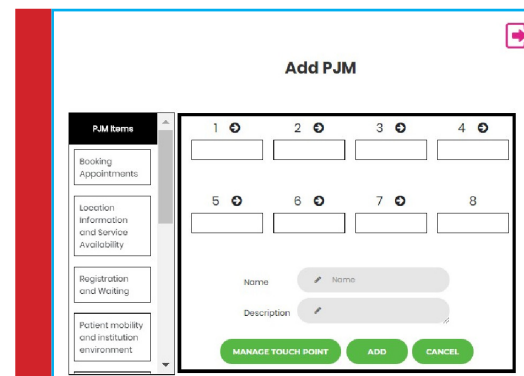 Add PJM
PJM Items
Booking
Appointments
Location
Information
and Service
Availability
Registration
and Waiting
Patient mobility
and institution
environment
1 2 3 4
5 6 7 8
Name Name
Description
MANAGE TOUCH POINT ADD CANCEL